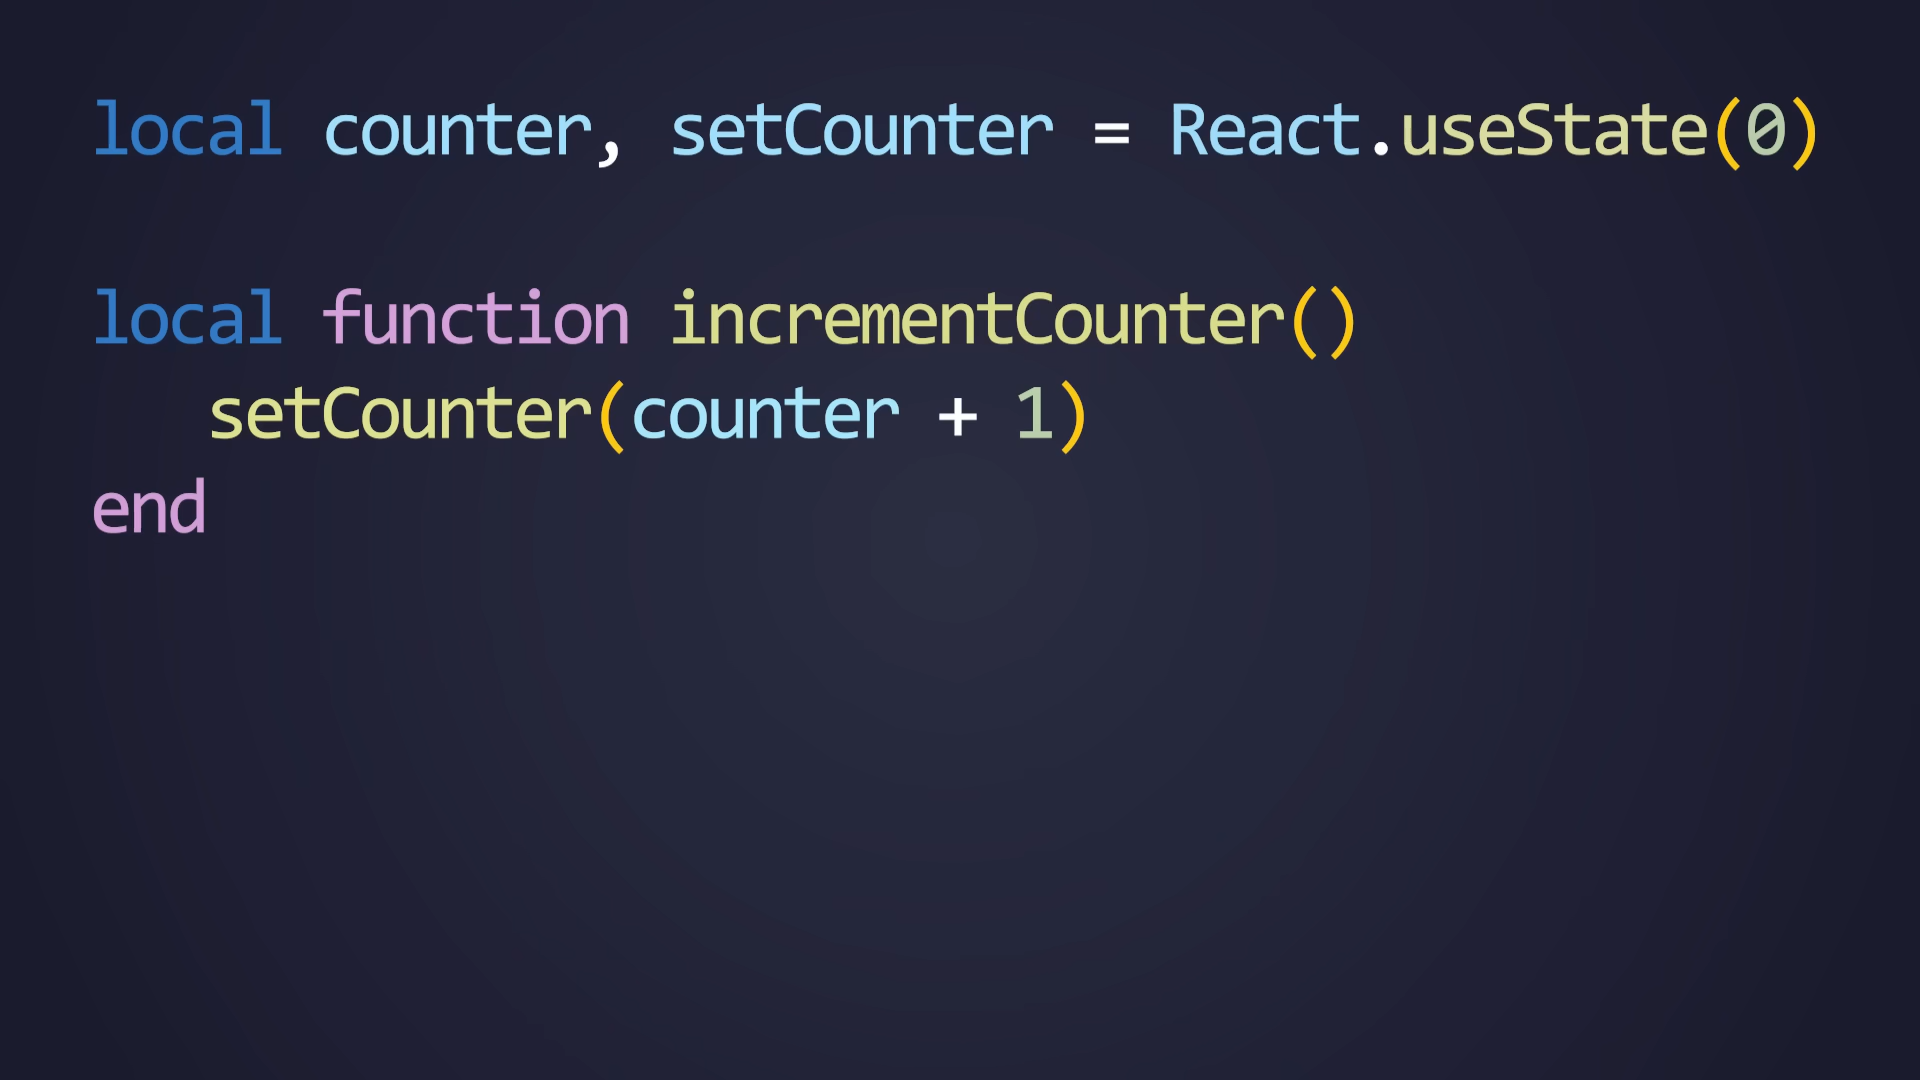 local counter, setCounter = React.useState(0)
local function incrementCounter()
setCounter(counter + 1)
end